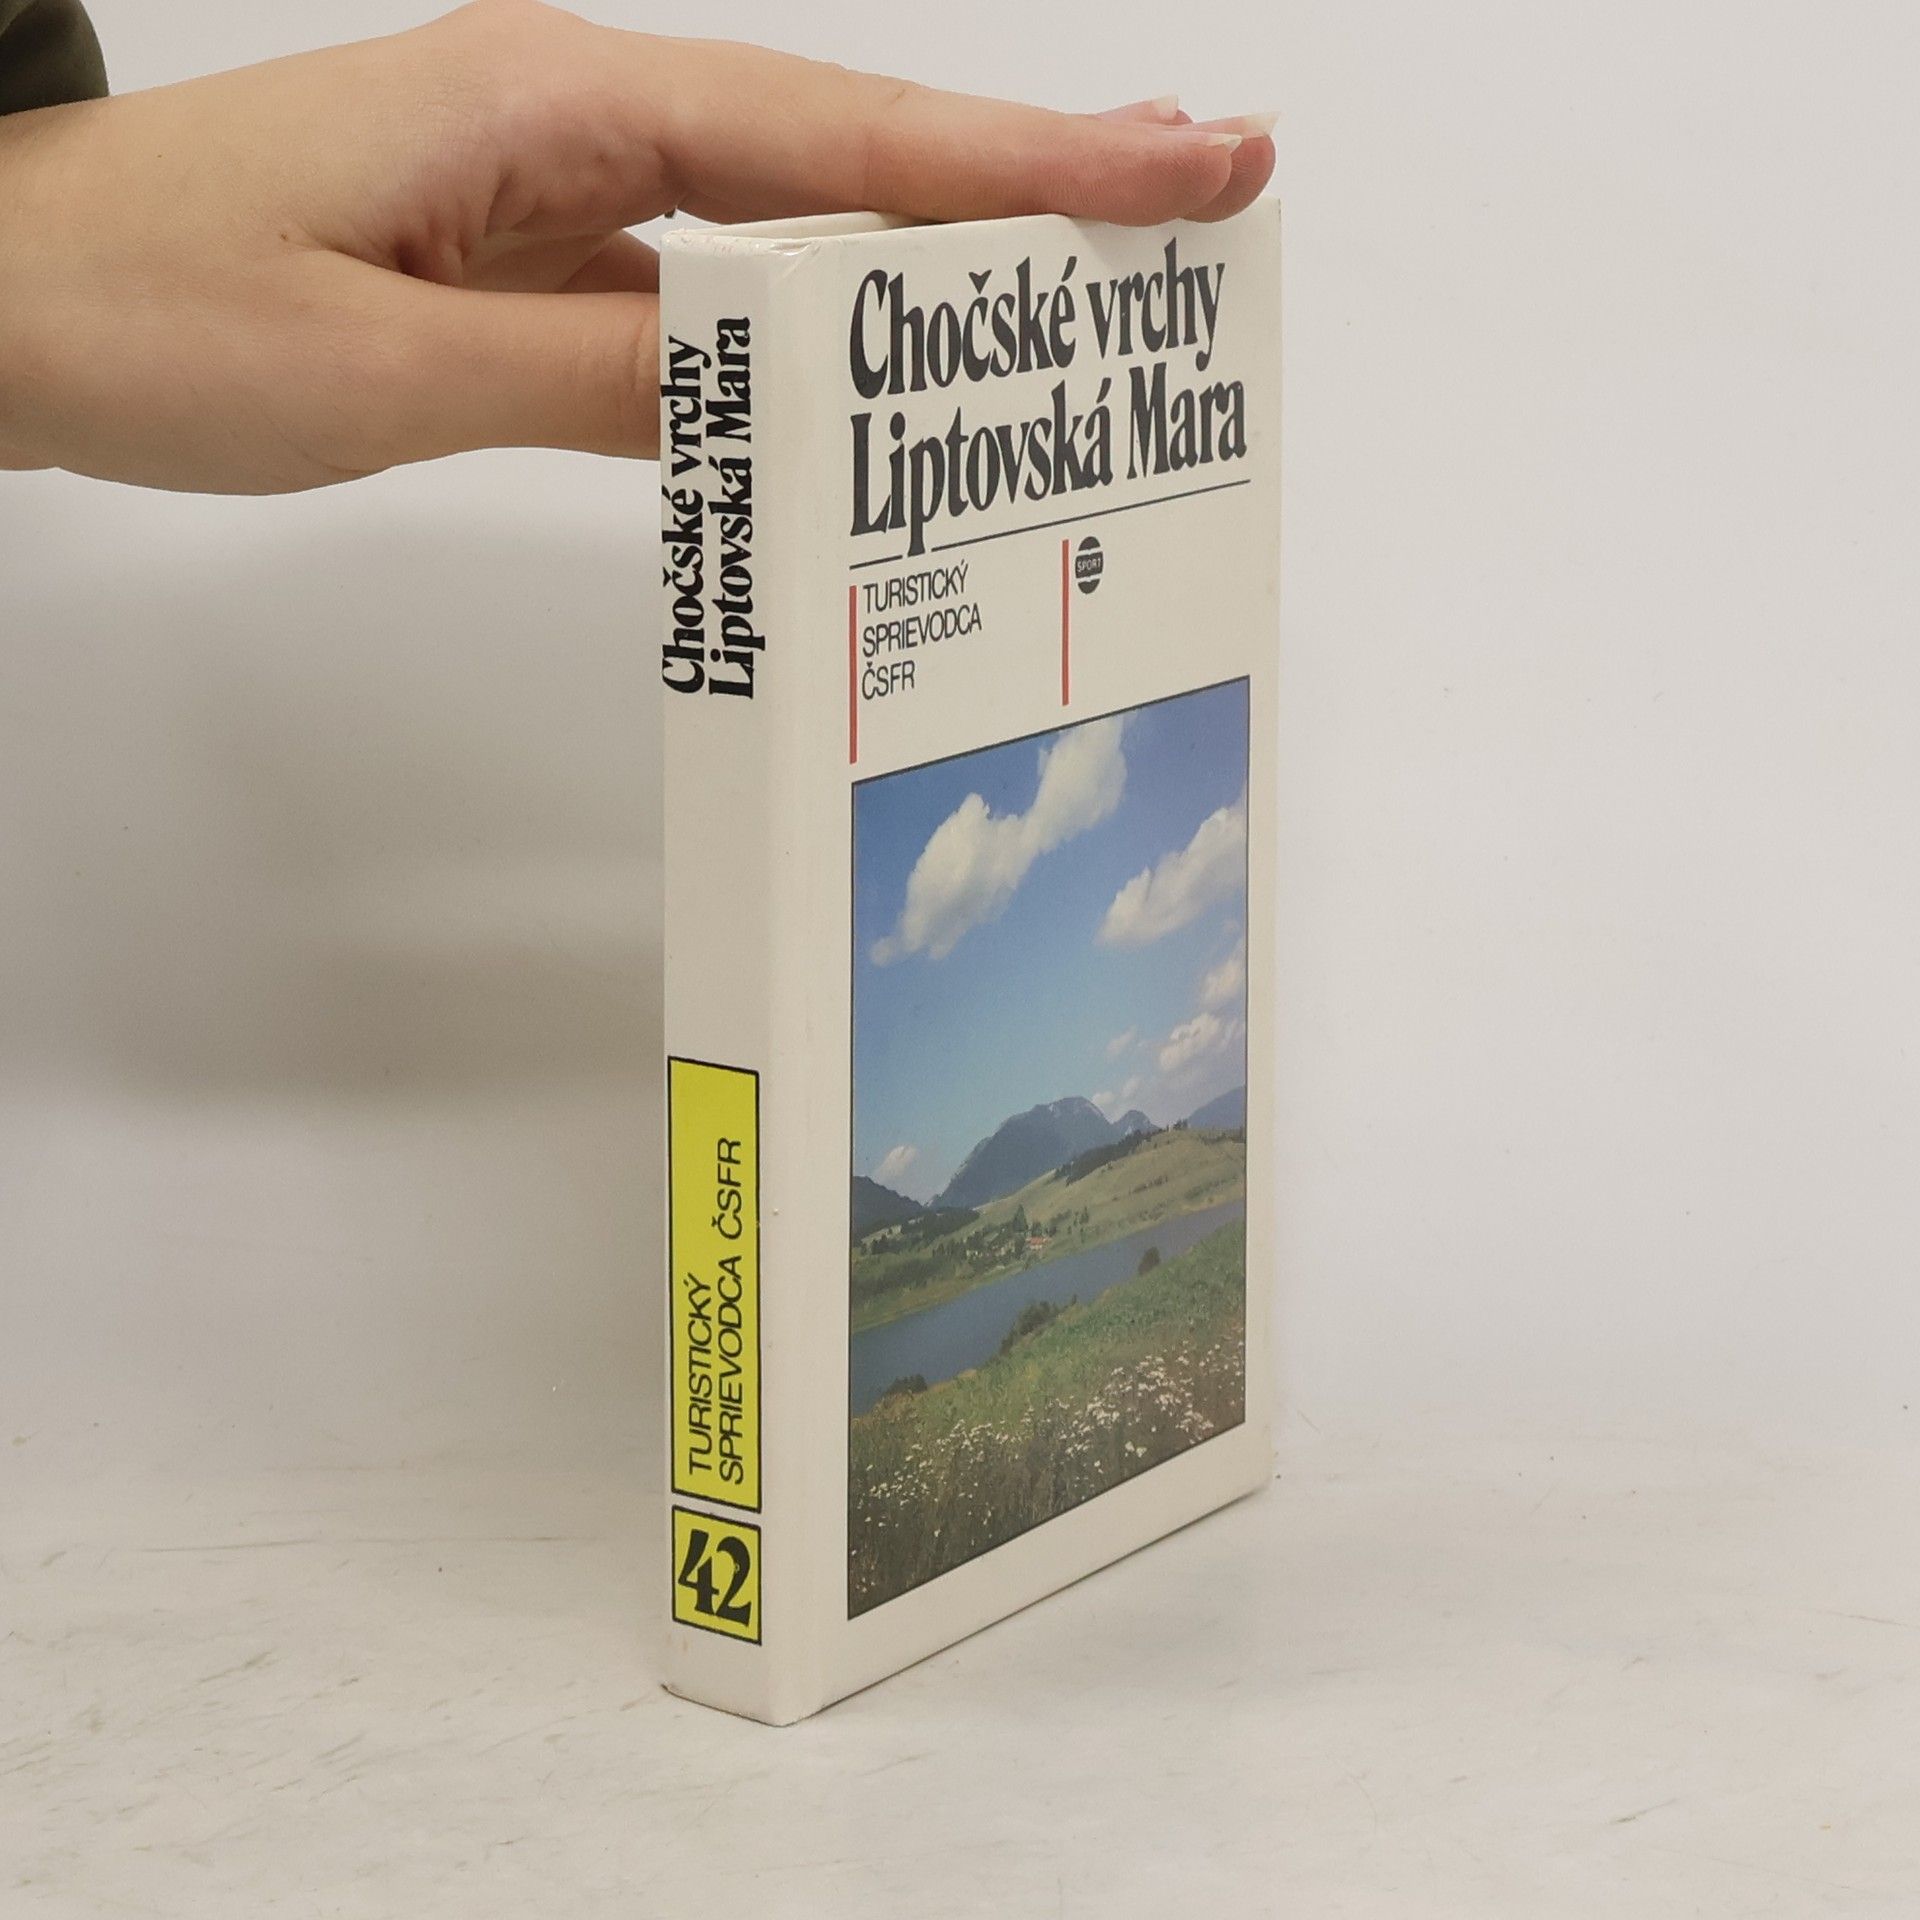 Chočské vrchy
Liptovská Mara
TURISTICKÝ
SPRIEVODCA
ČSFR
SPORT
Chočské vrchy
Liptovská Mara
TURISTICKÝ
SPRIEVODCA ČSFR
42